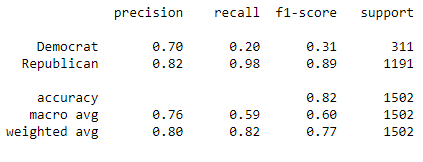 precision recall f1-score support
Democrat 0.70 0.20 0.31 311
Republican 0.82 0.98 0.89 1191
accuracy 0.82 1502
macro avg 0.76 0.59 0.60 1502
weighted avg 0.80 0.82 0.77 1502